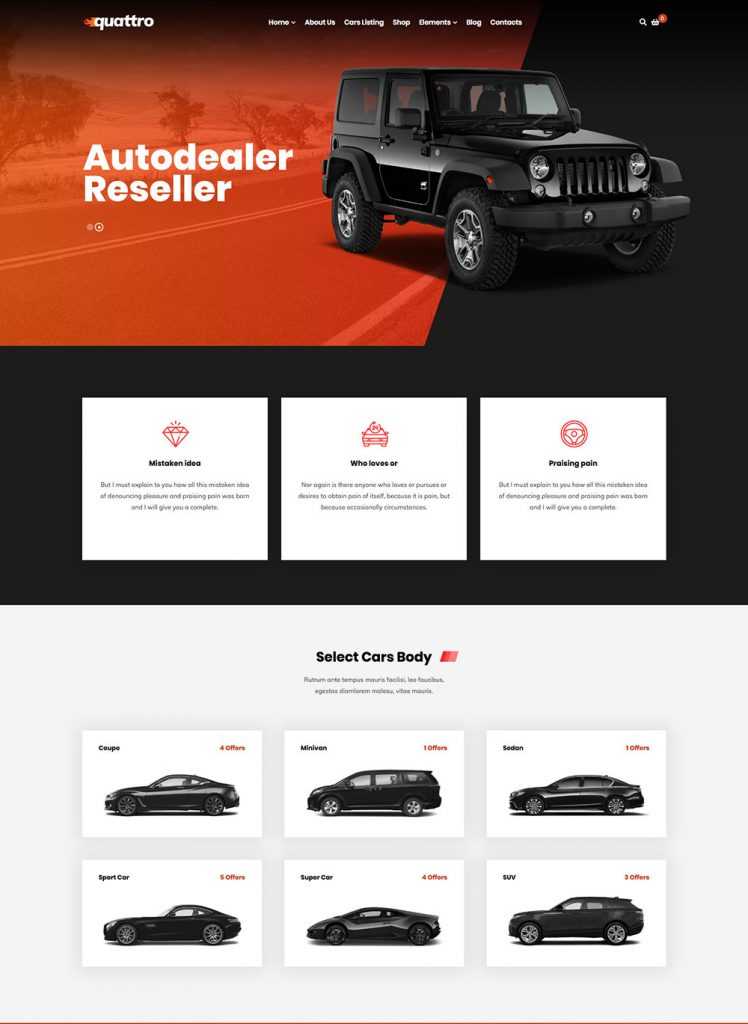 quattro
Home About Us Cars Listing Shop Elements Blog Contacts
0
Autodealer
Reseller
24
Mistaken idea
But I must explain to you how all this mistaken idea
of denouncing pleasure and praising pain was born
and I will give you a complete.
Who loves or
Nor again is there anyone who loves or pursues or
desires to obtain pain of itself, because it is pain, but
because occasionally circumstances.
Praising pain
But I must explain to you how all this mistaken idea
of denouncing pleasure and praising pain was born
and I will give you a complete.
Select Cars Body
Rutrum ante tempus mauris facilisi, leo faucibus,
egestas diamlorem malesu, vitae mauris.
Coupe 4 Offers
Minivan 1 Offers
Sedan 1 Offers
Sport Car 5 Offers
Super Car 4 Offers
SUV 3 Offers